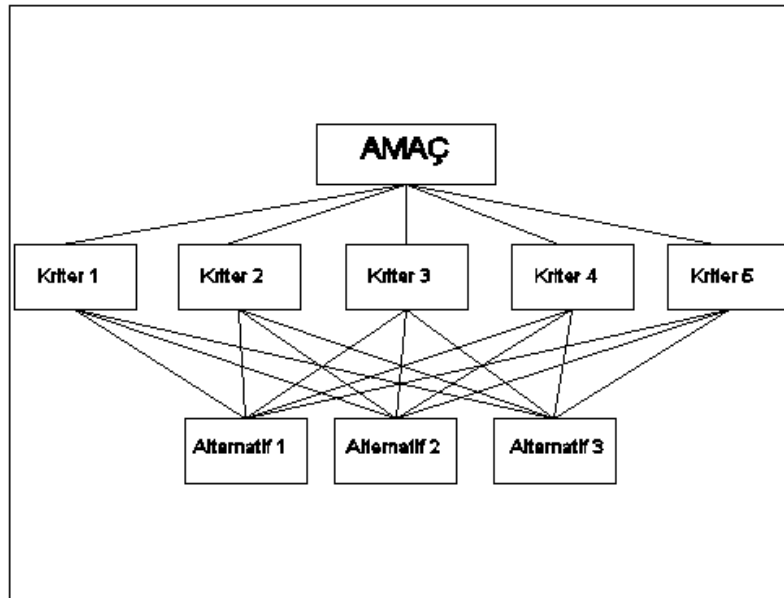 AMAÇ
Kriter 1
Kriter 2
Kriter 3
Kriter 4
Kriter 5
Alternatif 1
Alternatif 2
Alternatif 3